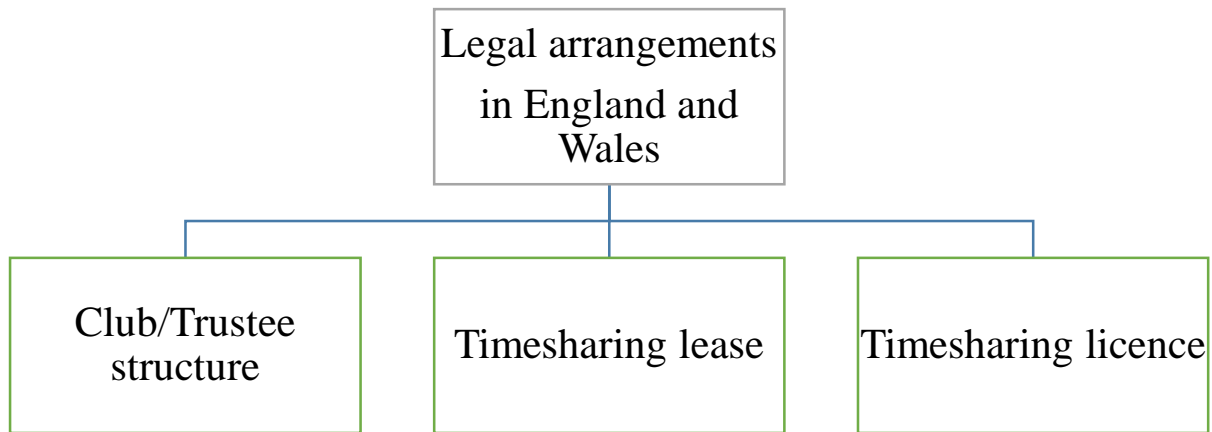 Legal arrangements
in England and
Wales
Club/Trustee
structure
Timesharing lease
Timesharing licence